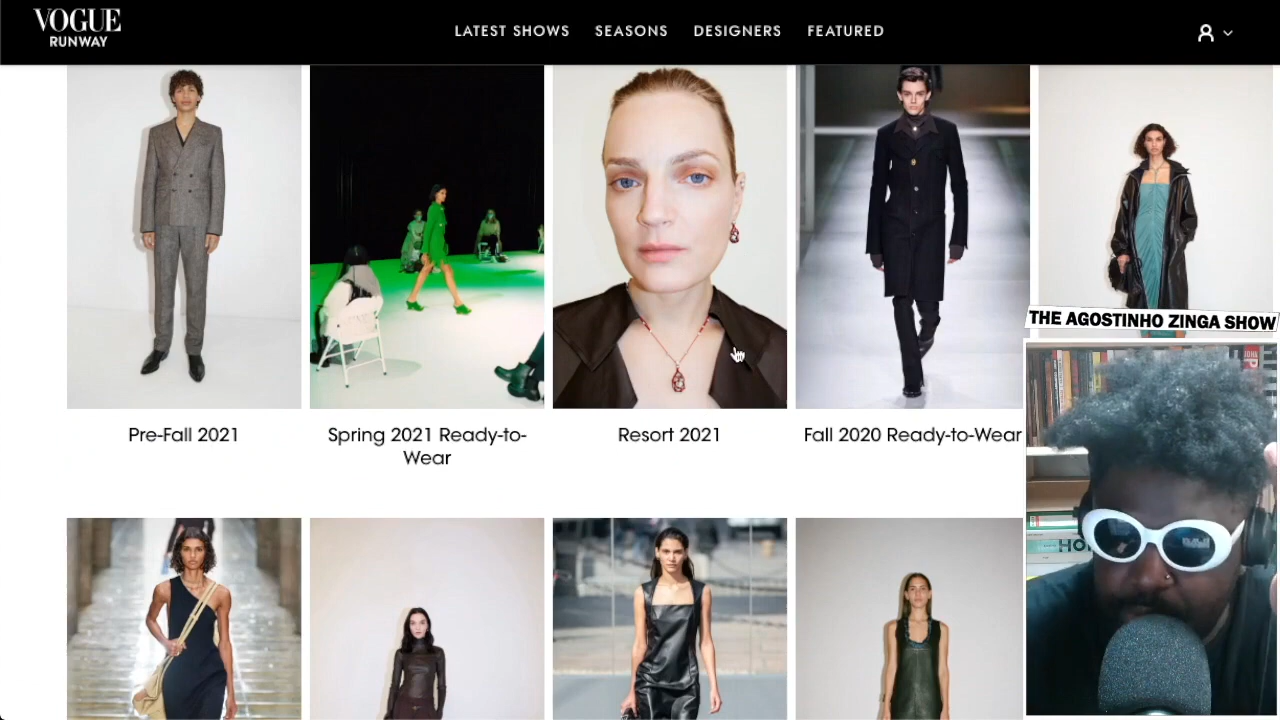 VOGUE
RUNWAY
LATEST SHOWS
SEASONS
DESIGNERS
FEATURED
THE AGOSTINHO ZINGA SHOW
Pre-Fall 2021
Spring 2021 Ready-to-
Wear
Resort 2021
Fall 2020 Ready-to-Wear